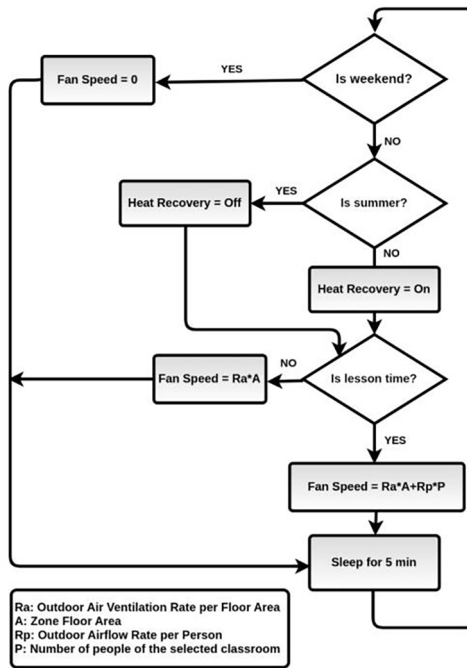 Is weekend?
YES
Fan Speed = 0
NO
Is summer?
YES
Heat Recovery = Off
NO
Heat Recovery = On
Is lesson time?
NO
Fan Speed = Ra*A
YES
Fan Speed = Ra*A+Rp*P
Sleep for 5 min
Ra: Outdoor Air Ventilation Rate per Floor Area
A: Zone Floor Area
Rp: Outdoor Airflow Rate per Person
P: Number of people of the selected classroom